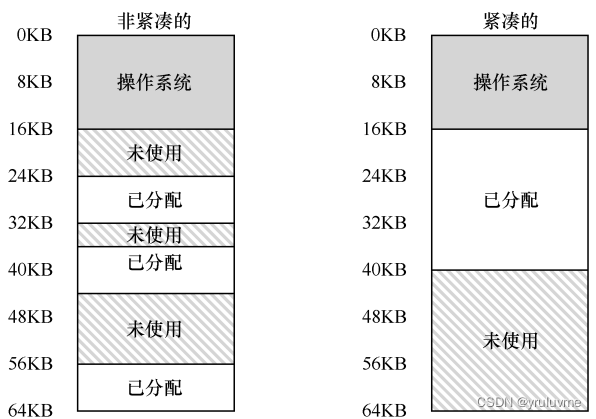 非紧凑的
0KB
8KB
操作系统
16KB
未使用
24KB
已分配
32KB
未使用
已分配
40KB
48KB
未使用
56KB
已分配
64KB
紧凑的
0KB
8KB
操作系统
16KB
24KB
已分配
32KB
40KB
48KB
未使用
56KB
64KB
CSDN @yruluvme